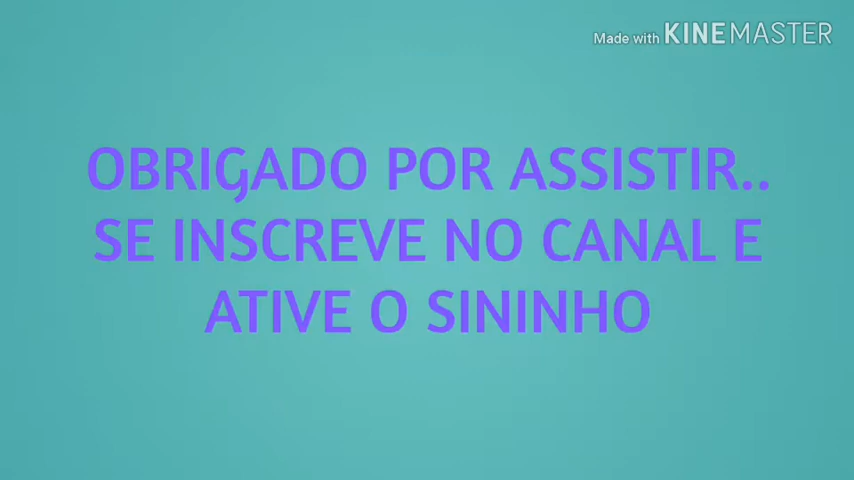 Made with KINEMASTER
OBRIGADO POR ASSISTIR..
SE INSCREVE NO CANAL E
ATIVE O SININHO